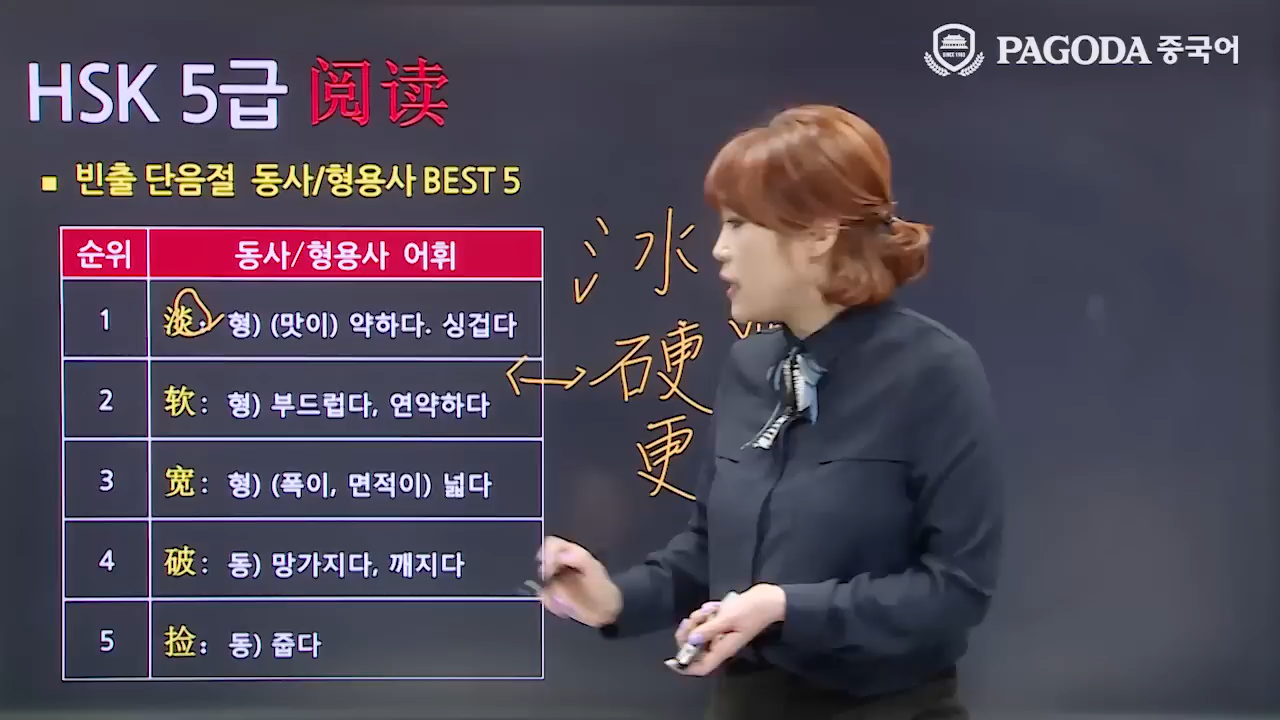 PAGODA 중국어
SINCE 1983
HSK 5급 阅读
■ 빈출 단음절 동사/형용사 BEST 5
순위 동사/형용사 어휘
1 淡: 형) (맛이) 약하다. 싱겁다
2 软: 형) 부드럽다, 연약하다
3 宽: 형) (폭이, 면적이) 넓다
4 破: 동) 망가지다, 깨지다
5 捡: 동) 줍다
氵水
硬
更